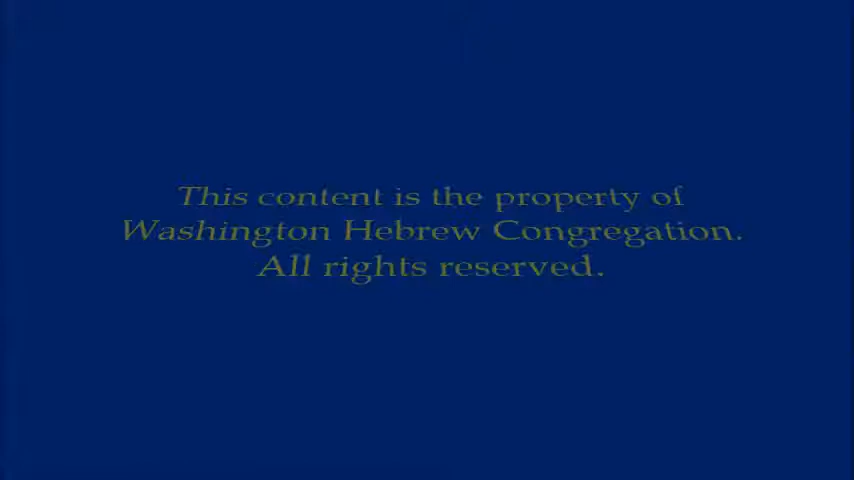 This content is the property of
Washington Hebrew Congregation.
All rights reserved.